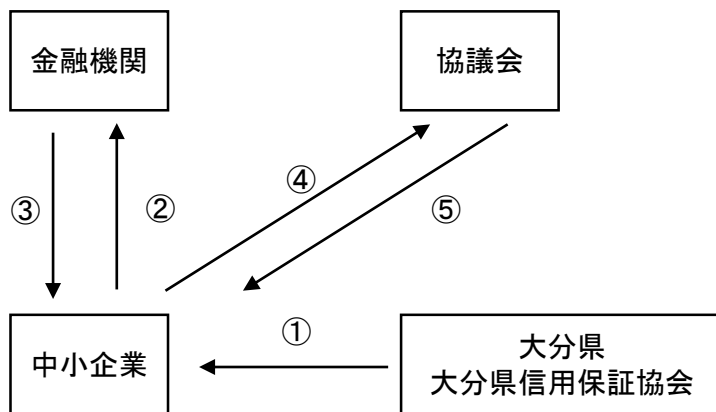 金融機関
協議会
④
③
②
⑤
①
中小企業
大分県
大分県信用保証協会